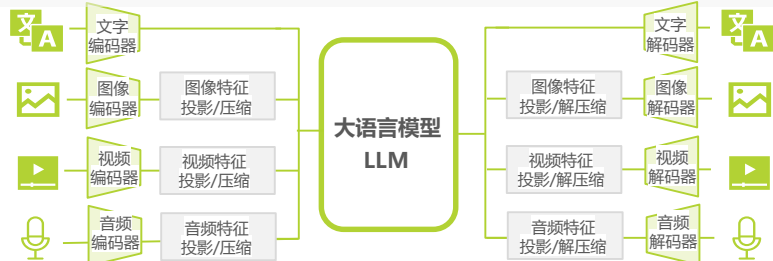 文
A
文字
编码器
图像
编码器
图像特征
投影/压缩
视频
编码器
视频特征
投影/压缩
音频
编码器
音频特征
投影/压缩
大语言模型
LLM
文字
解码器
文
A
图像特征
投影/解压缩
图像
解码器
视频特征
投影/解压缩
视频
解码器
音频特征
投影/解压缩
音频
解码器